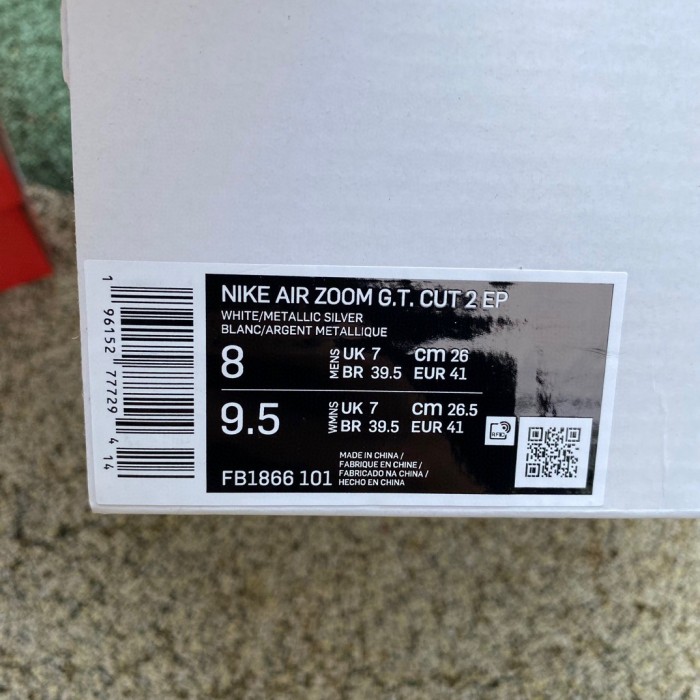 NIKE AIR ZOOM G.T. CUT 2 EP
WHITE/METALLIC SILVER
BLANC/ARGENT METALLIQUE
8
MENS
UK 7 cm 26
BR 39.5 EUR 41
9.5
WMNS
UK 7 cm 26.5
BR 39.5 EUR 41
RFID
FB1866 101
MADE IN CHINA /
FABRIQUE EN CHINE /
FABRICADO NA CHINA /
HECHO EN CHINA
1 96152 77729 4 14